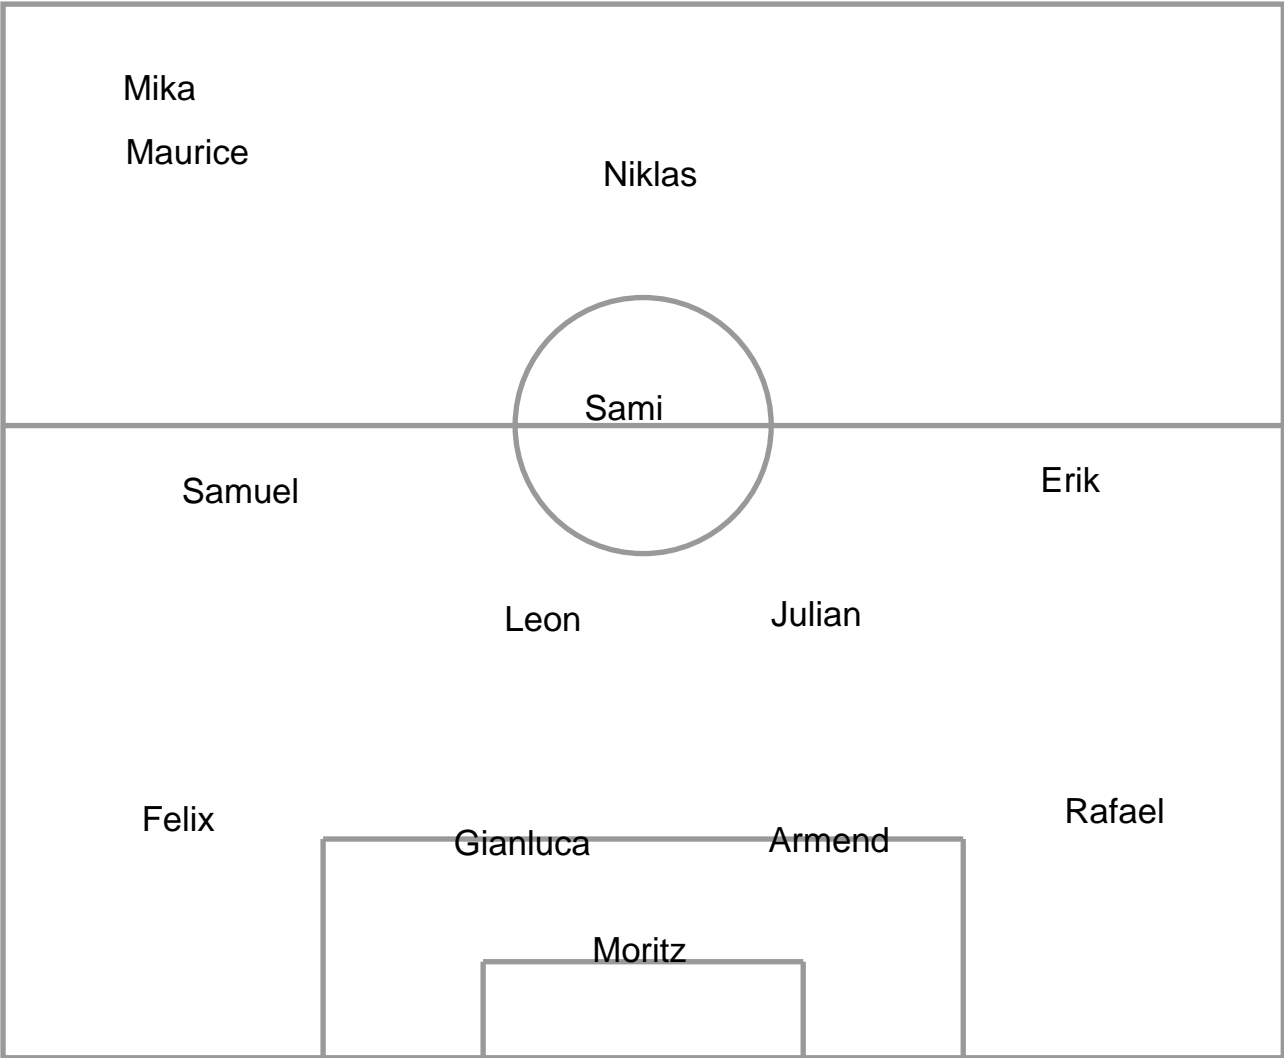 Mika
Maurice
Niklas
Sami
Samuel
Erik
Leon
Julian
Felix
Gianluca
Armend
Rafael
Moritz